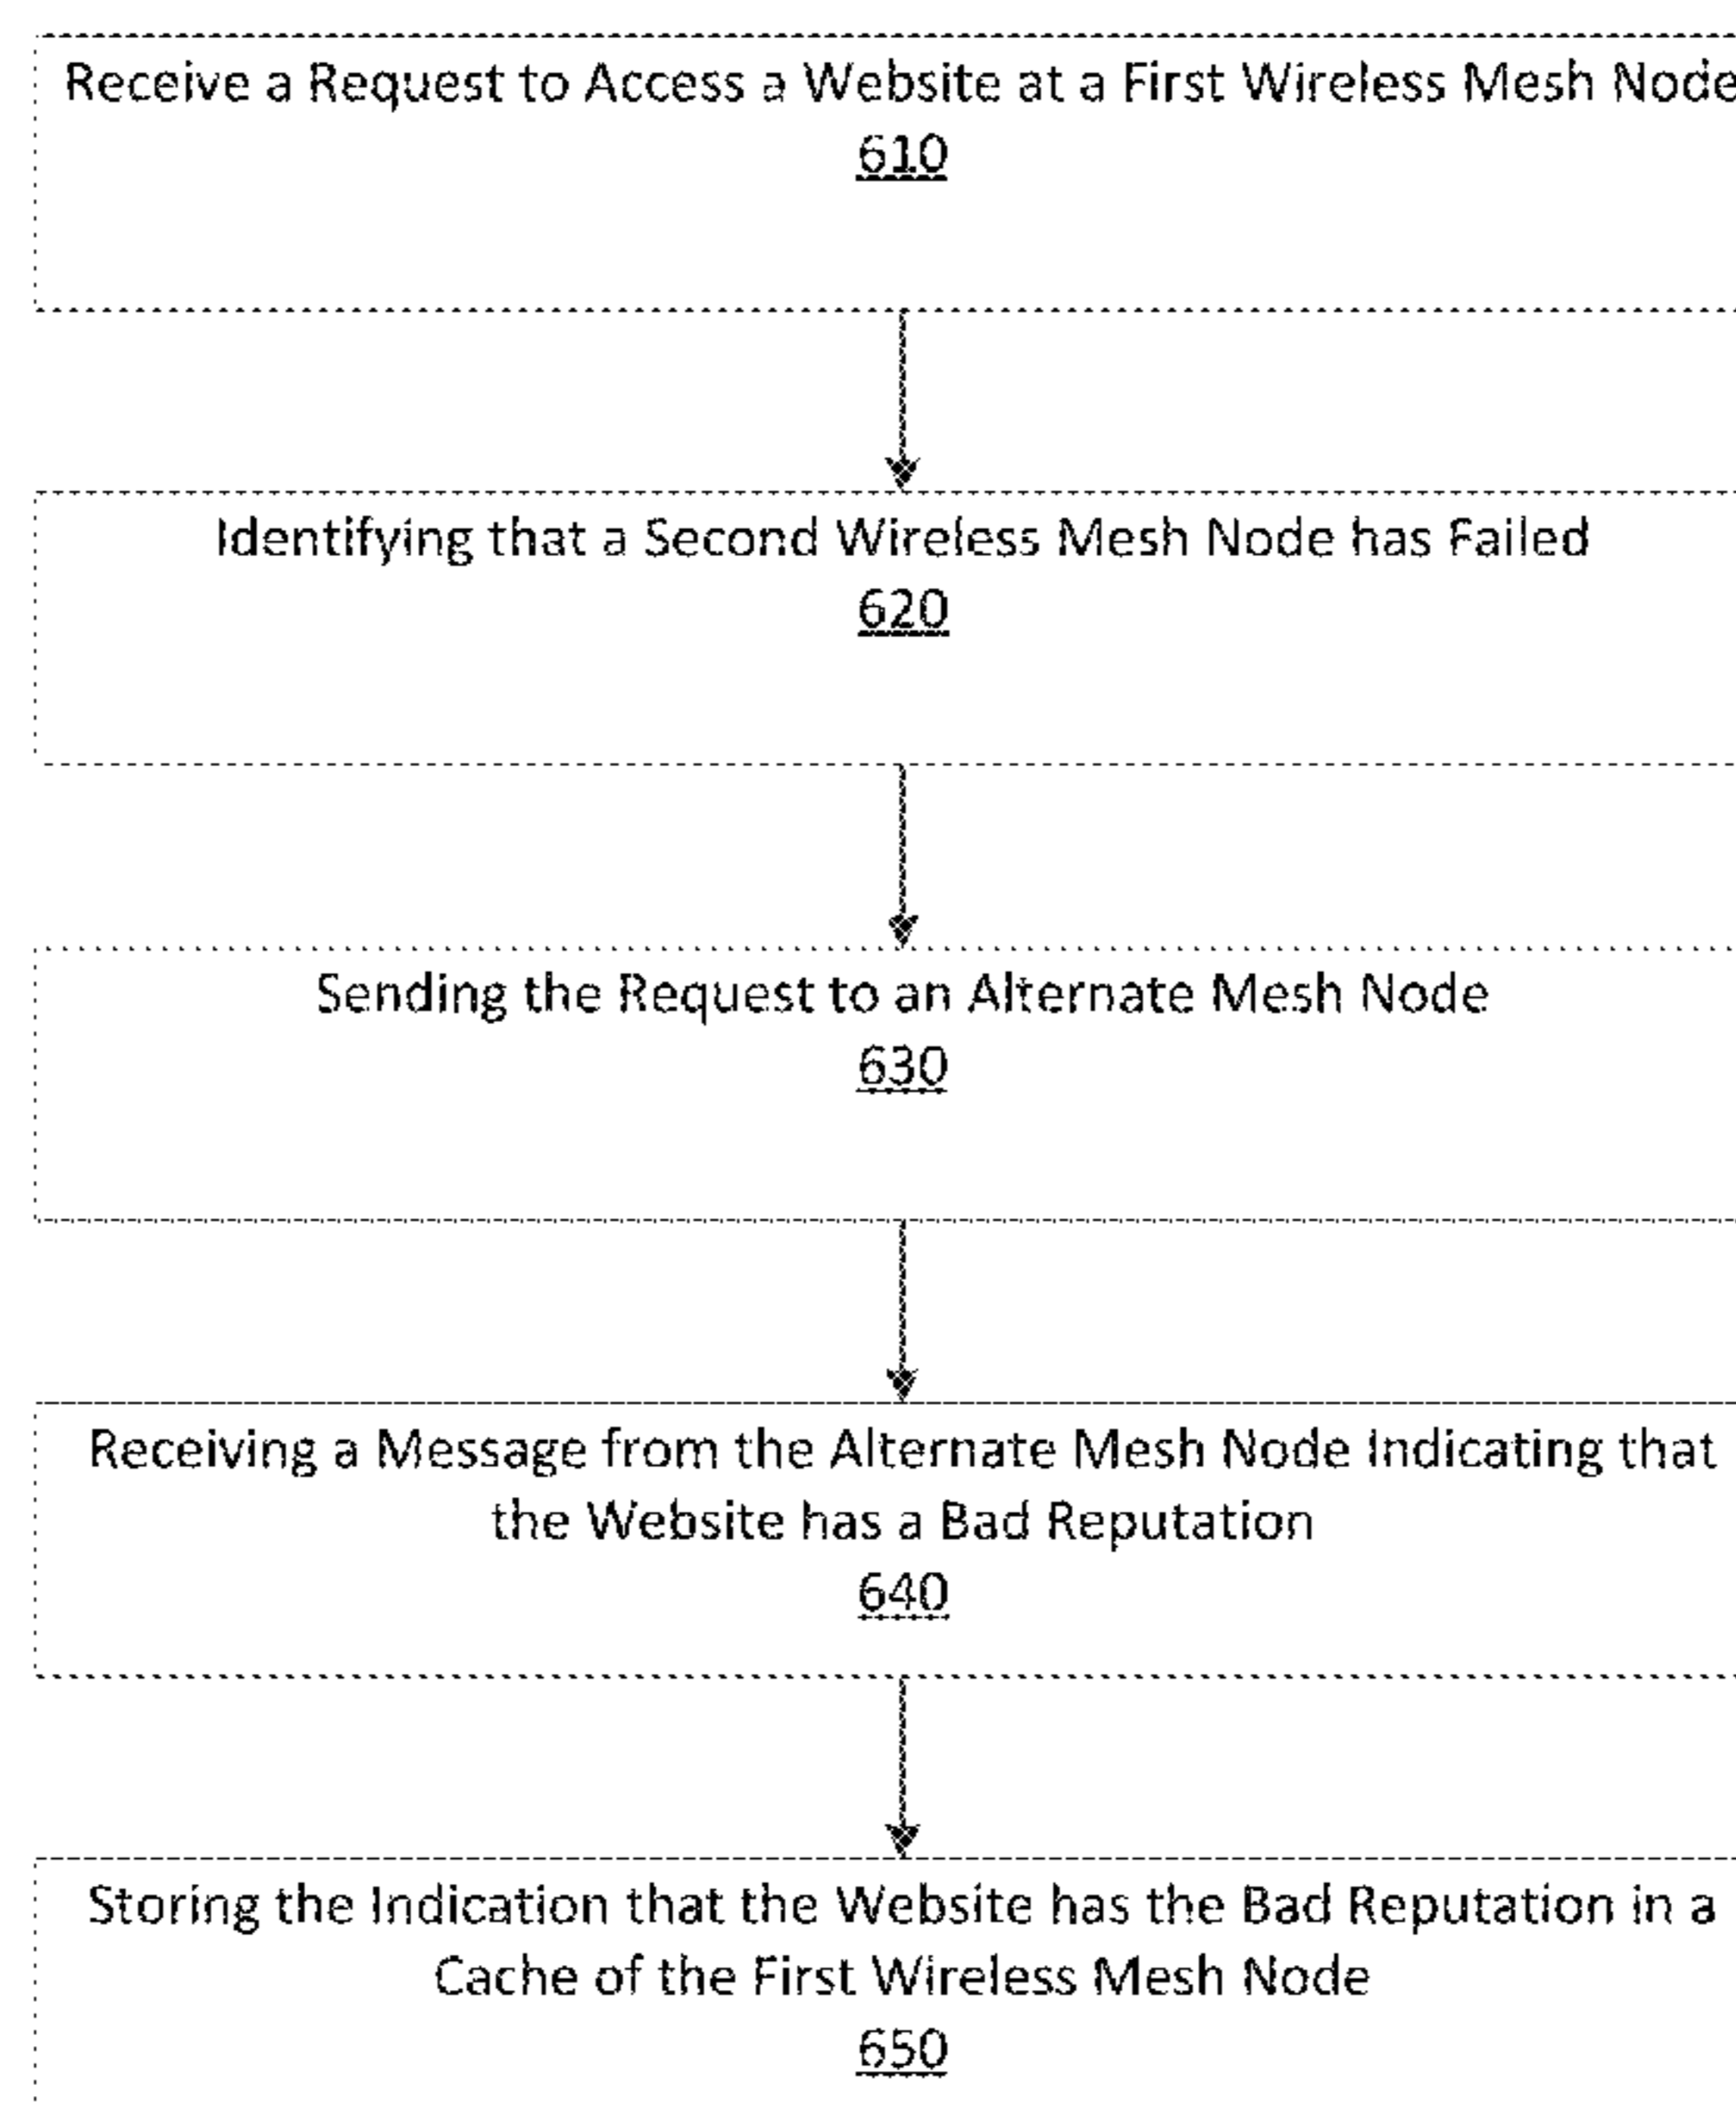 Receive a Request to Access a Website at a First Wireless Mesh Node
610
Identifying that a Second Wireless Mesh Node has Failed
620
Sending the Request to an Alternate Mesh Node
630
Receiving a Message from the Alternate Mesh Node Indicating that
the Website has a Bad Reputation
640
Storing the Indication that the Website has the Bad Reputation in a
Cache of the First Wireless Mesh Node
650